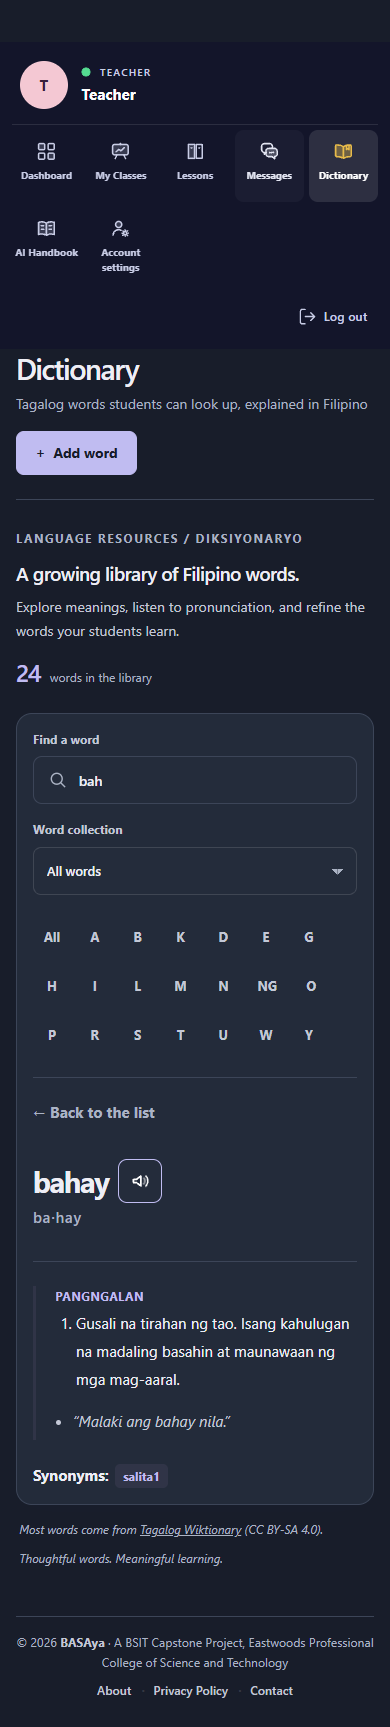 T
TEACHER
Teacher
Dashboard
My Classes
Lessons
Messages
Dictionary
AI Handbook
Account
settings
Log out
Dictionary
Tagalog words students can look up, explained in Filipino
+ Add word
LANGUAGE RESOURCES / DIKSIYONARYO
A growing library of Filipino words.
Explore meanings, listen to pronunciation, and refine the
words your students learn.
24 words in the library
Find a word
bah
Word collection
All words
All A B K D E G
H I L M N NG O
P R S T U W Y
← Back to the list
bahay
ba·hay
PANGNGALAN
1. Gusali na tirahan ng tao. Isang kahulugan
na madaling basahin at maunawaan ng
mga mag-aaral.
• “Malaki ang bahay nila.”
Synonyms: salita1
Most words come from Tagalog Wiktionary (CC BY-SA 4.0).
Thoughtful words. Meaningful learning.
© 2026 BASAya · A BSIT Capstone Project, Eastwoods Professional
College of Science and Technology
About · Privacy Policy · Contact